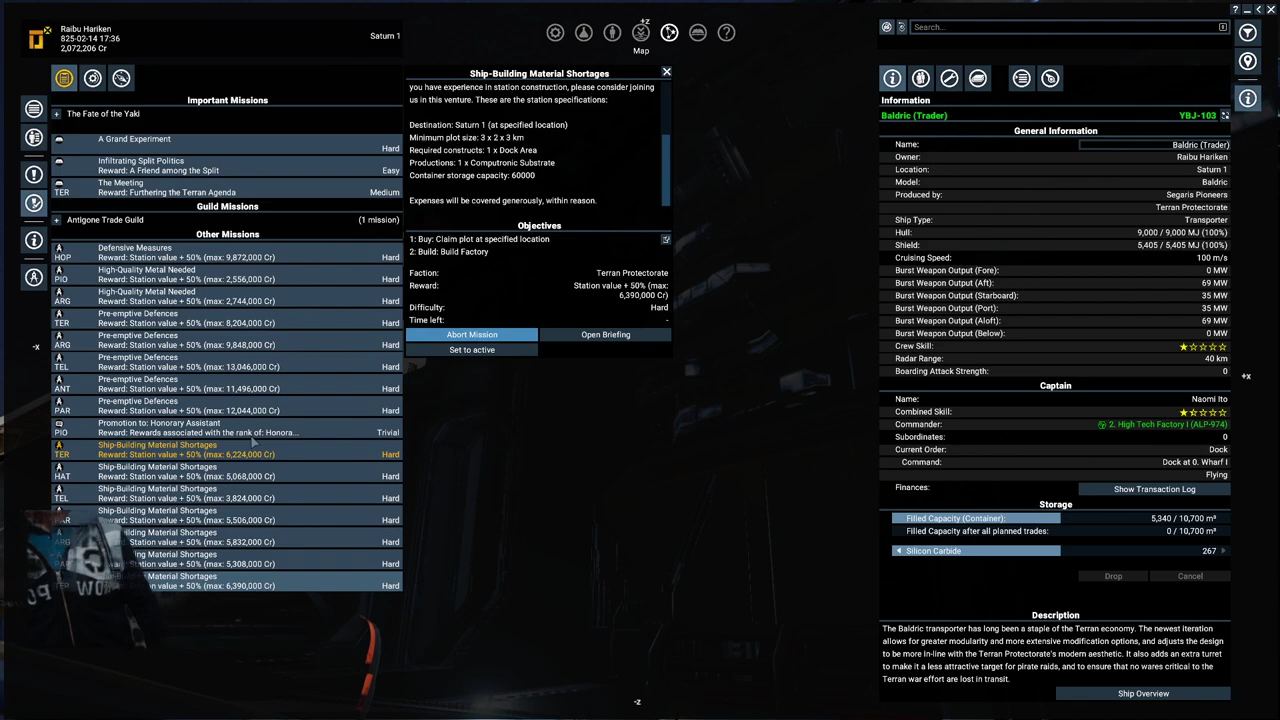 Raibu Hariken
825-02-14 17:36
2,072,206 Cr
Saturn 1
+z
Map
Search...
Important Missions
The Fate of the Yaki
A Grand Experiment
Hard
Infiltrating Split Politics
Reward: A Friend among the Split
Easy
The Meeting
TER Reward: Furthering the Terran Agenda
Medium
Guild Missions
Antigone Trade Guild
(1 mission)
Other Missions
Defensive Measures
HOP Reward: Station value + 50% (max: 9,872,000 Cr) Hard
High-Quality Metal Needed
PIO Reward: Station value + 50% (max: 2,556,000 Cr) Hard
High-Quality Metal Needed
ARG Reward: Station value + 50% (max: 2,744,000 Cr) Hard
Pre-emptive Defences
TER Reward: Station value + 50% (max: 8,204,000 Cr) Hard
Pre-emptive Defences
ARG Reward: Station value + 50% (max: 9,848,000 Cr) Hard
Pre-emptive Defences
TEL Reward: Station value + 50% (max: 13,046,000 Cr) Hard
Pre-emptive Defences
ANT Reward: Station value + 50% (max: 11,496,000 Cr) Hard
Pre-emptive Defences
PAR Reward: Station value + 50% (max: 12,044,000 Cr) Hard
Promotion to: Honorary Assistant
PIO Reward: Rewards associated with the rank of: Honora... Trivial
Ship-Building Material Shortages
TER Reward: Station value + 50% (max: 6,224,000 Cr) Hard
Ship-Building Material Shortages
HAT Reward: Station value + 50% (max: 5,068,000 Cr) Hard
Ship-Building Material Shortages
TEL Reward: Station value + 50% (max: 3,824,000 Cr) Hard
Ship-Building Material Shortages
PAR Reward: Station value + 50% (max: 5,506,000 Cr) Hard
Building Material Shortages
Station value + 50% (max: 5,832,000 Cr) Hard
Building Material Shortages
Station value + 50% (max: 5,308,000 Cr) Hard
Building Material Shortages
value + 50% (max: 6,390,000 Cr) Hard
Ship-Building Material Shortages
you have experience in station construction, please consider joining
us in this venture. These are the station specifications:
Destination: Saturn 1 (at specified location)
Minimum plot size: 3 x 2 x 3 km
Required constructs: 1 x Dock Area
Productions: 1 x Computronic Substrate
Container storage capacity: 60000
Expenses will be covered generously, within reason.
Objectives
1: Buy: Claim plot at specified location
2: Build: Build Factory
Faction: Terran Protectorate
Reward: Station value + 50% (max:
6,390,000 Cr)
Difficulty: Hard
Time left: -
Abort Mission Open Briefing
Set to active
-x
+x
-z
Information
Baldric (Trader) YBJ-103
General Information
Name: Baldric (Trader)
Owner: Raibu Hariken
Location: Saturn 1
Model: Baldric
Produced by: Segaris Pioneers
Terran Protectorate
Ship Type: Transporter
Hull: 9,000 / 9,000 MJ (100%)
Shield: 5,405 / 5,405 MJ (100%)
Cruising Speed: 100 m/s
Burst Weapon Output (Fore): 0 MW
Burst Weapon Output (Aft): 69 MW
Burst Weapon Output (Starboard): 35 MW
Burst Weapon Output (Port): 35 MW
Burst Weapon Output (Aloft): 69 MW
Burst Weapon Output (Below): 0 MW
Crew Skill:
Radar Range: 40 km
Boarding Attack Strength: 0
Captain
Name: Naomi Ito
Combined Skill:
Commander: 2. High Tech Factory I (ALP-974)
Subordinates: 0
Current Order: Dock
Command: Dock at 0. Wharf I
Flying
Finances: Show Transaction Log
Storage
Filled Capacity (Container): 5,340 / 10,700 m³
Filled Capacity after all planned trades: 0 / 10,700 m³
Silicon Carbide 267
Drop Cancel
Description
The Baldric transporter has long been a staple of the Terran economy. The newest iteration
allows for greater modularity and more extensive modification options, and adjusts the design
to be more in-line with the Terran Protectorate's modern aesthetic. It also adds an extra turret
to make it a less attractive target for pirate raids, and to ensure that no wares critical to the
Terran war effort are lost in transit.
Ship Overview